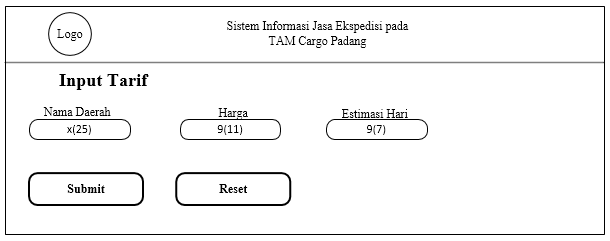 Logo
Sistem Informasi Jasa Ekspedisi pada
TAM Cargo Padang
Input Tarif
Nama Daerah Harga Estimasi Hari
x(25) 9(11) 9(7)
Submit Reset